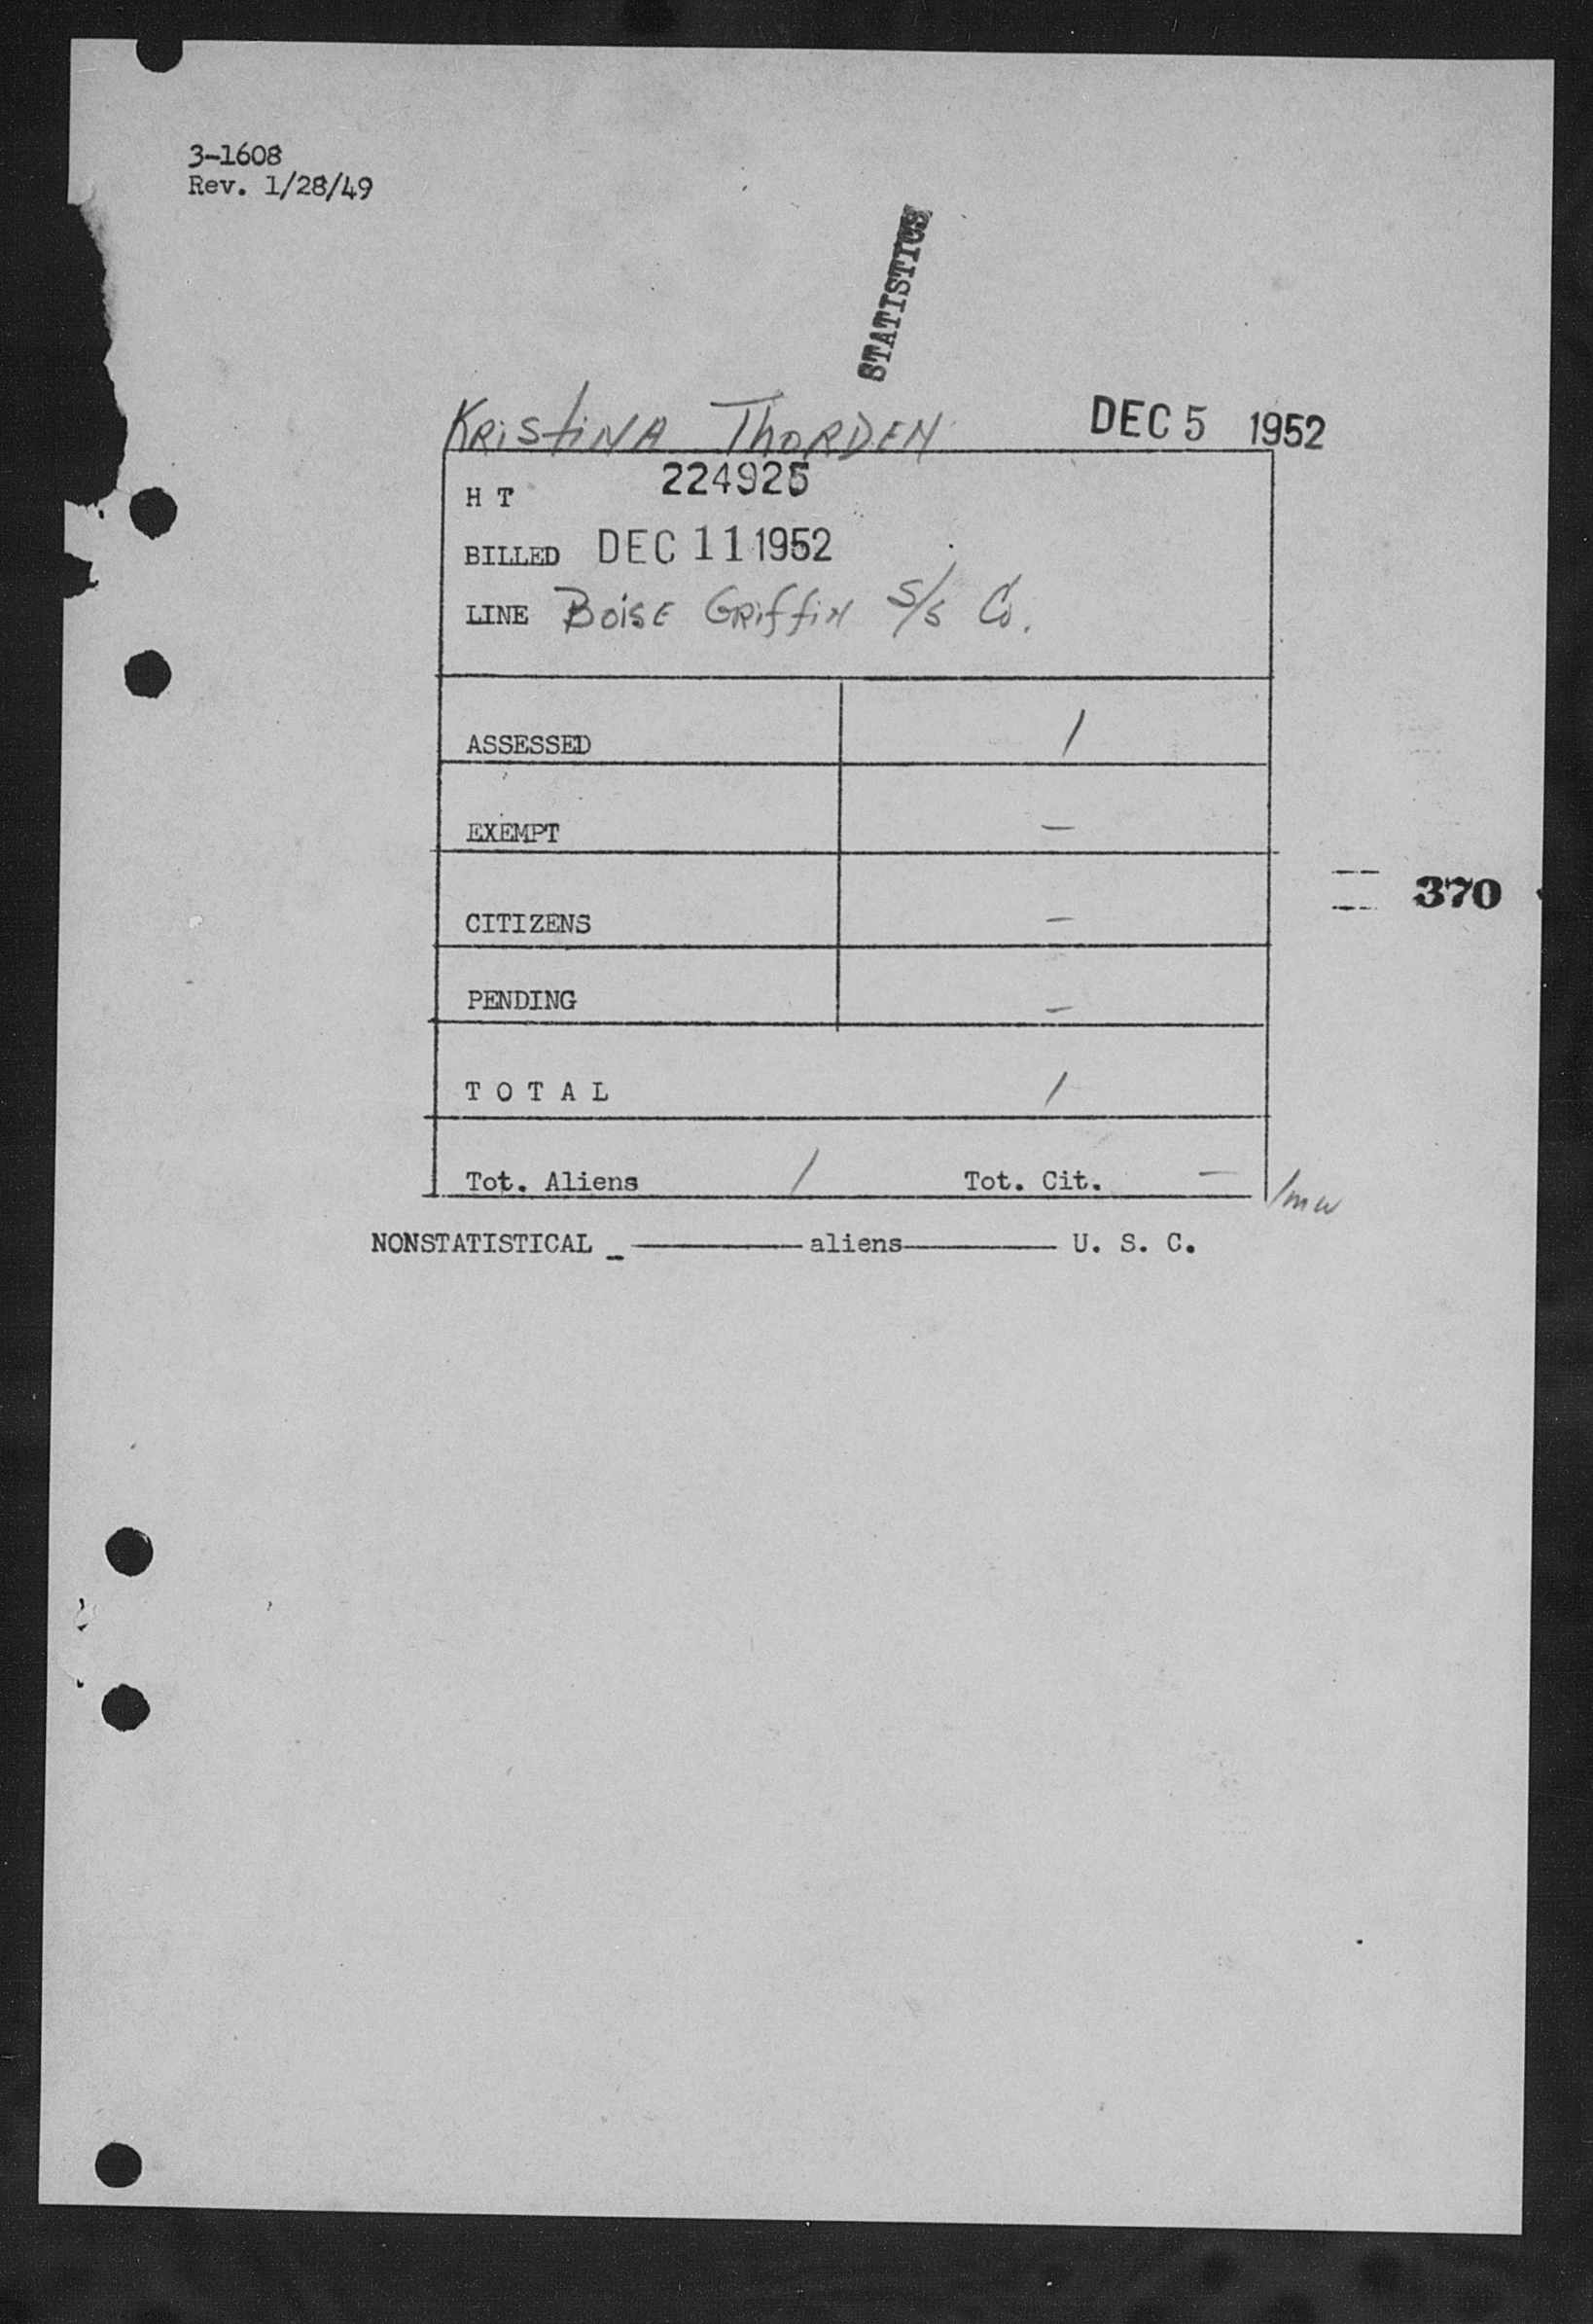 3-1608
Rev. 1/28/49
STATISTICS
Kristina Thorden DEC 5 1952
H T 224925
BILLED DEC 11 1952
LINE Boise Griffin S/S Co.
ASSESSED 1
EXEMPT –
CITIZENS –
370
PENDING –
T O T A L 1
Tot. Aliens 1 Tot. Cit. –
/mw
NONSTATISTICAL _ ——— aliens ——— U. S. C.